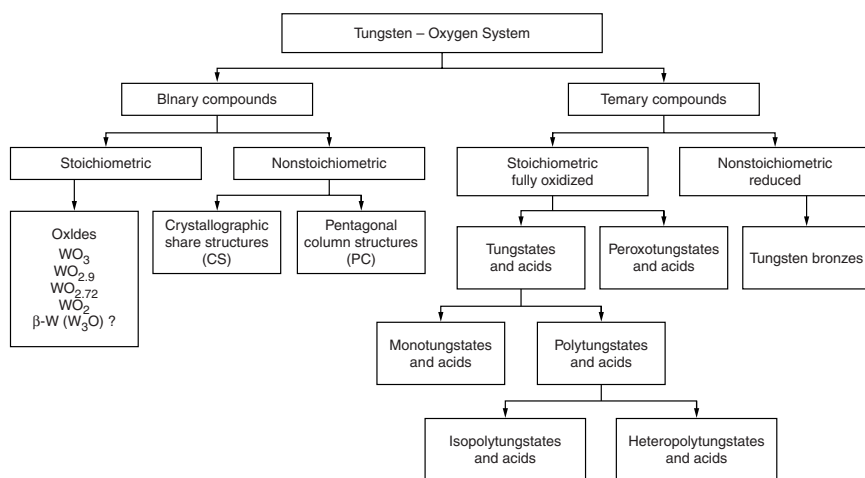 Tungsten – Oxygen System
BInary compounds
Temary compounds
Stoichiometric
Nonstoichiometric
Stoichiometric
fully oxidized
Nonstoichiometric
reduced
OxIdes
WO3
WO2.9
WO2.72
WO2
β-W (W3O) ?
Crystallographic
share structures
(CS)
Pentagonal
column structures
(PC)
Tungstates
and acids
Peroxotungstates
and acids
Tungsten bronzes
Monotungstates
and acids
Polytungstates
and acids
Isopolytungstates
and acids
Heteropolytungstates
and acids